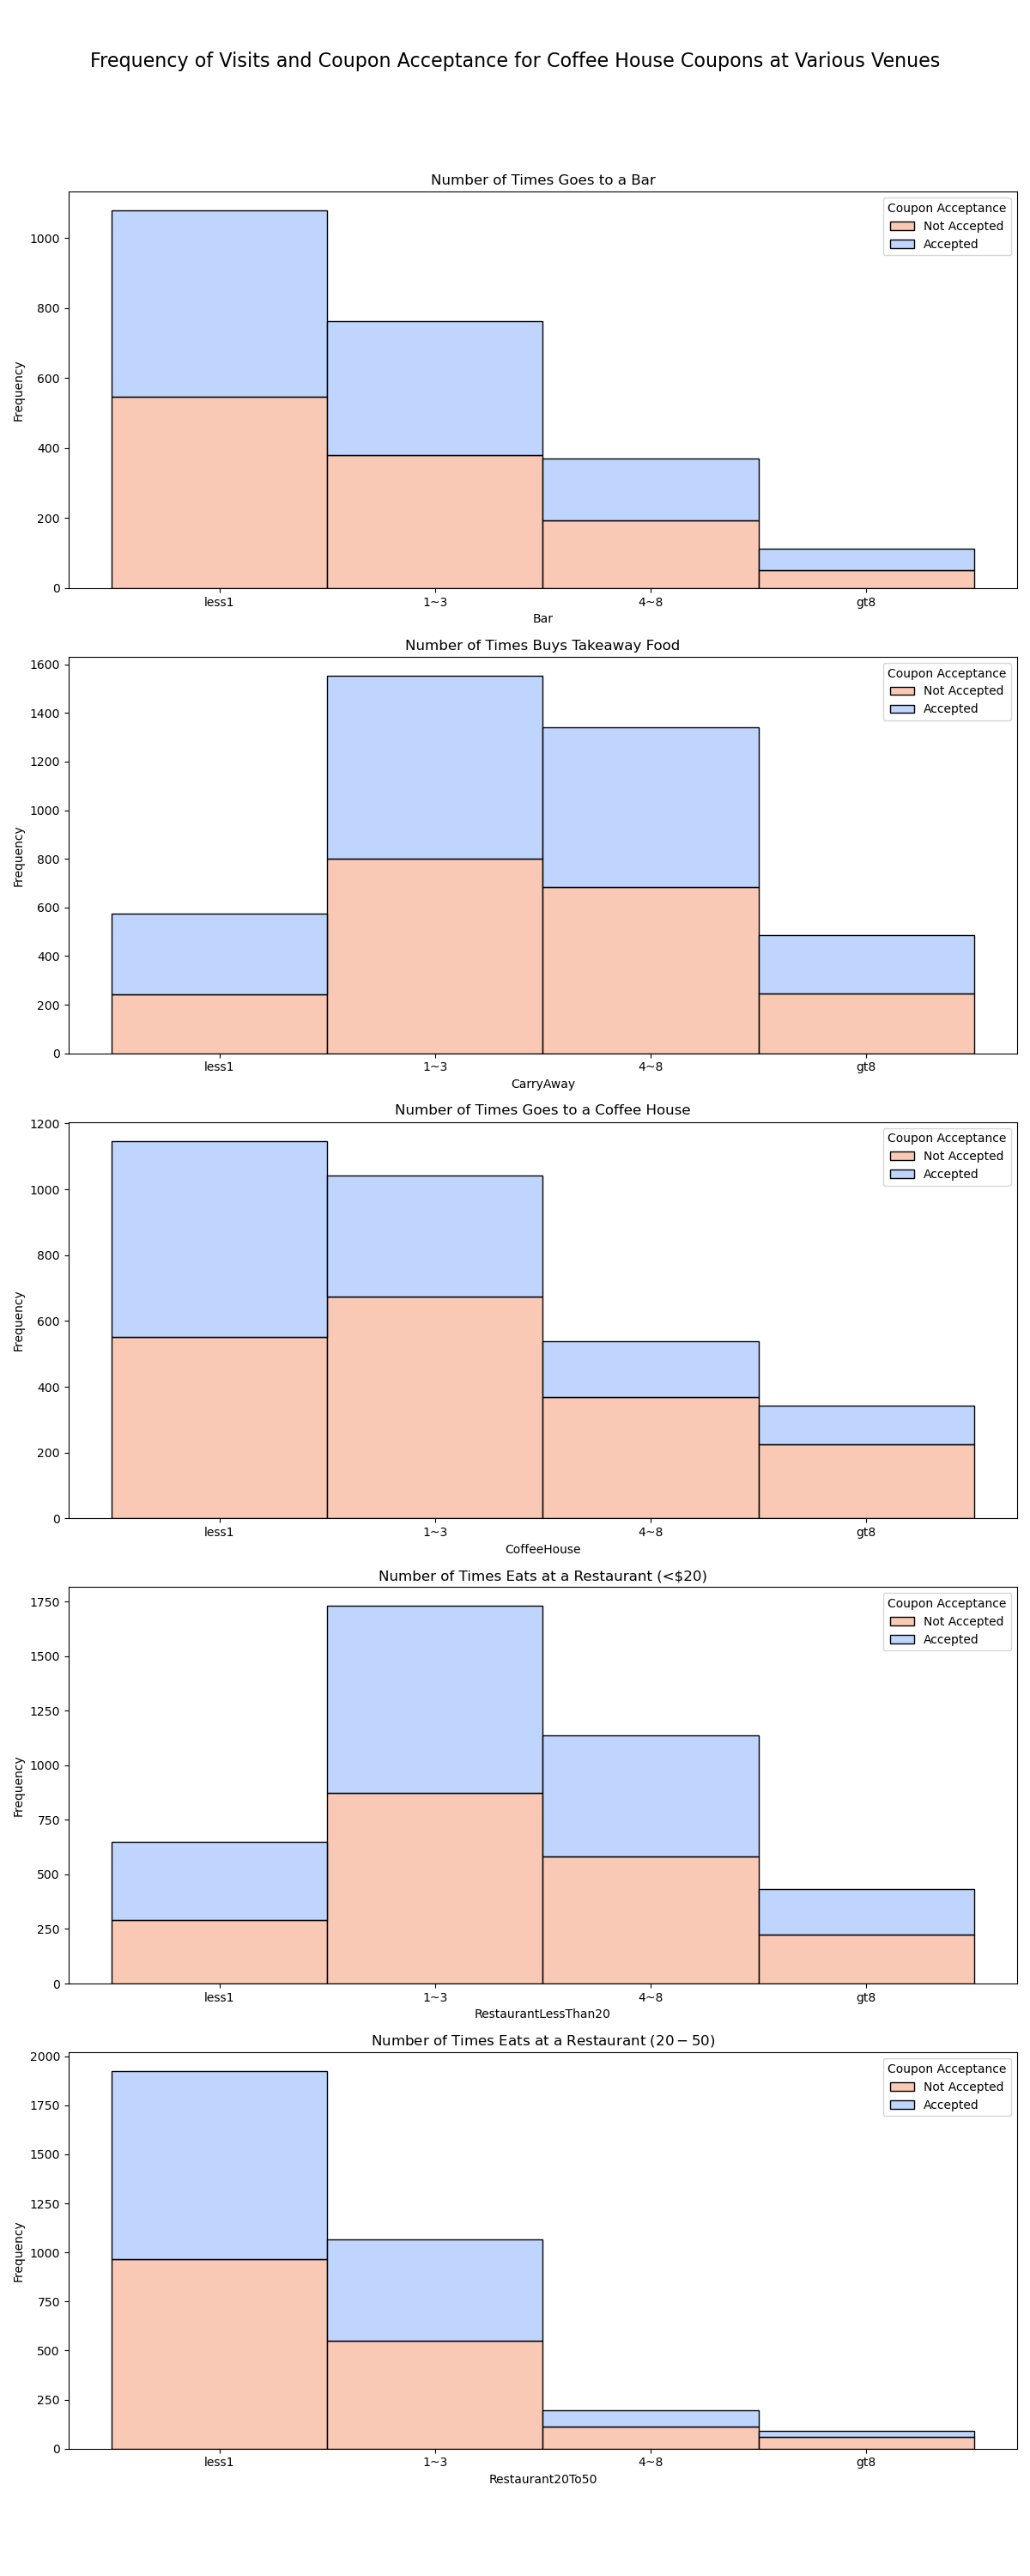 Frequency of Visits and Coupon Acceptance for Coffee House Coupons at Various Venues
Number of Times Goes to a Bar
Coupon Acceptance
Not Accepted
Accepted
1000
800
600
400
200
0
Frequency
less1 1~3 4~8 gt8
Bar
Number of Times Buys Takeaway Food
Coupon Acceptance
Not Accepted
Accepted
1600
1400
1200
1000
800
600
400
200
0
Frequency
less1 1~3 4~8 gt8
CarryAway
Number of Times Goes to a Coffee House
Coupon Acceptance
Not Accepted
Accepted
1200
1000
800
600
400
200
0
Frequency
less1 1~3 4~8 gt8
CoffeeHouse
Number of Times Eats at a Restaurant (<$20)
Coupon Acceptance
Not Accepted
Accepted
1750
1500
1250
1000
750
500
250
0
Frequency
less1 1~3 4~8 gt8
RestaurantLessThan20
Number of Times Eats at a Restaurant (20 − 50)
Coupon Acceptance
Not Accepted
Accepted
2000
1750
1500
1250
1000
750
500
250
0
Frequency
less1 1~3 4~8 gt8
Restaurant20To50